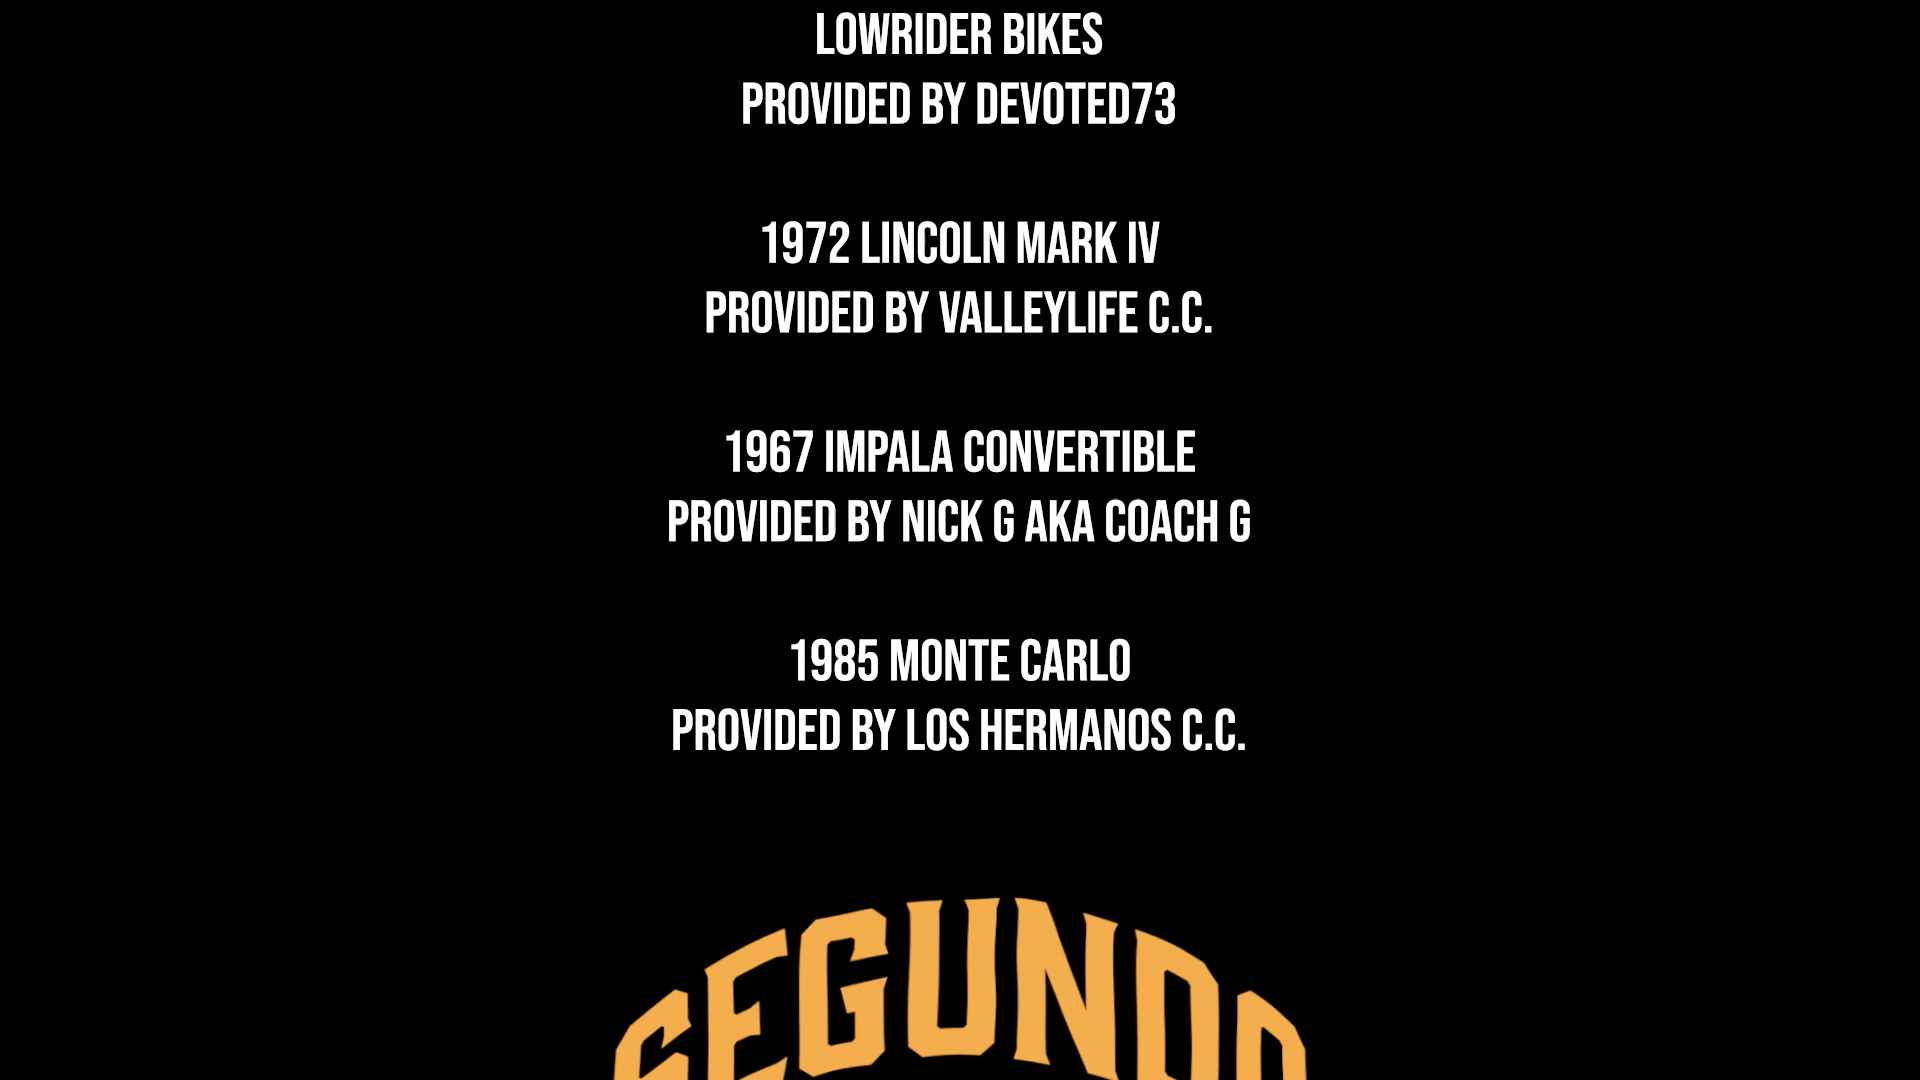 LOWRIDER BIKES
PROVIDED BY DEVOTED73
1972 LINCOLN MARK IV
PROVIDED BY VALLEYLIFE C.C.
1967 IMPALA CONVERTIBLE
PROVIDED BY NICK G AKA COACH G
1985 MONTE CARLO
PROVIDED BY LOS HERMANOS C.C.
SEGUNDO